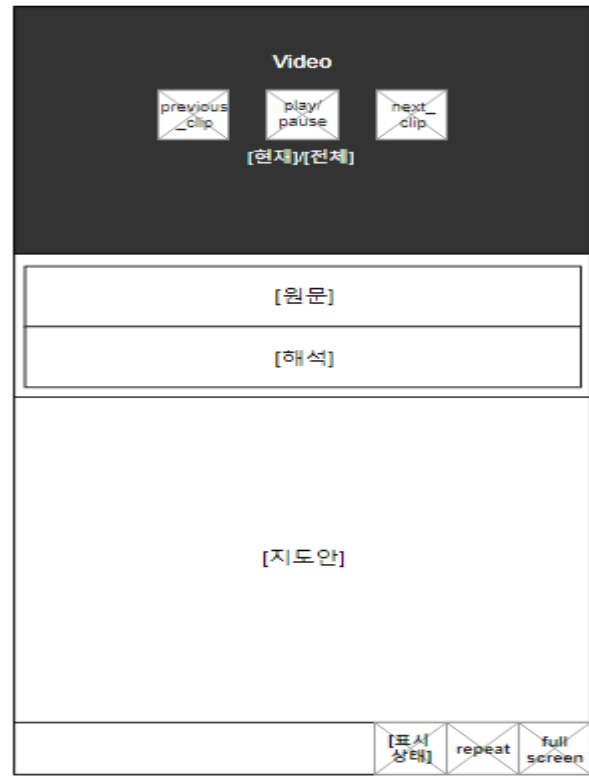 Video
previous
_clip
play/
pause
next_
clip
[현재]/[전체]
[원문]
[해석]
[지도안]
[표시
상태]
repeat
full
screen